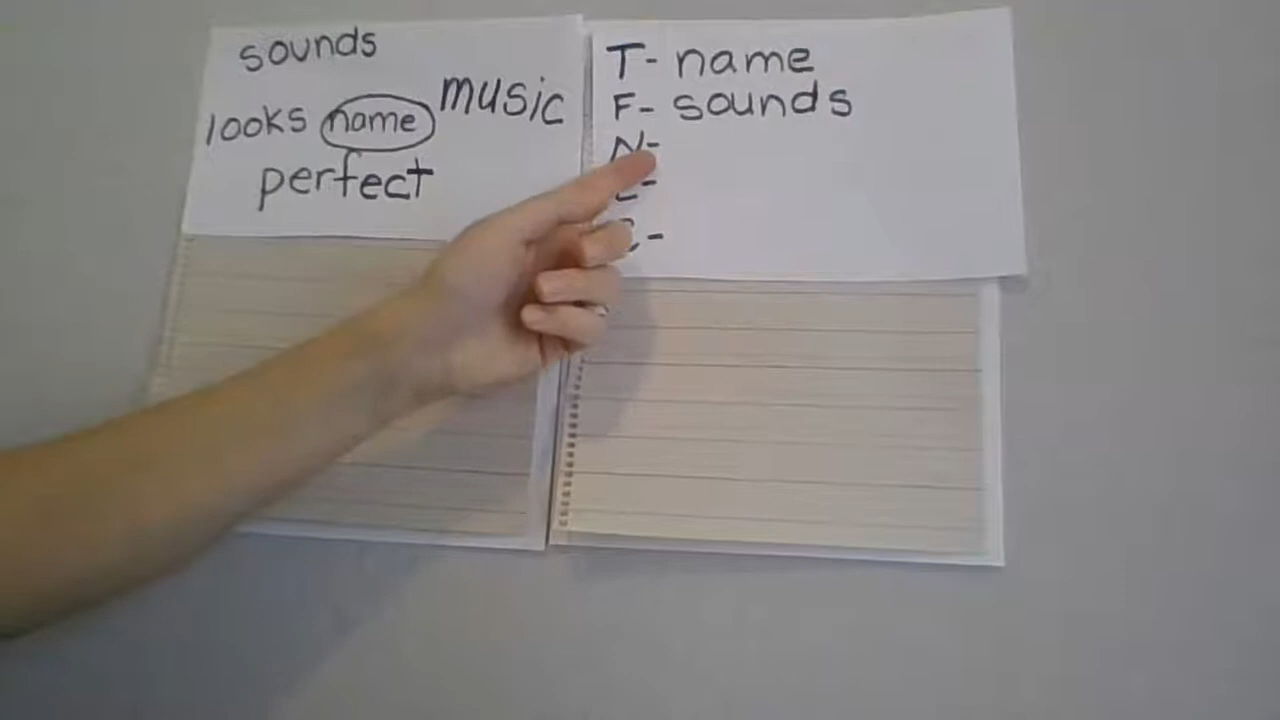 sounds
music
looks name
perfect
T- name
F- sounds
N-
L-
C-